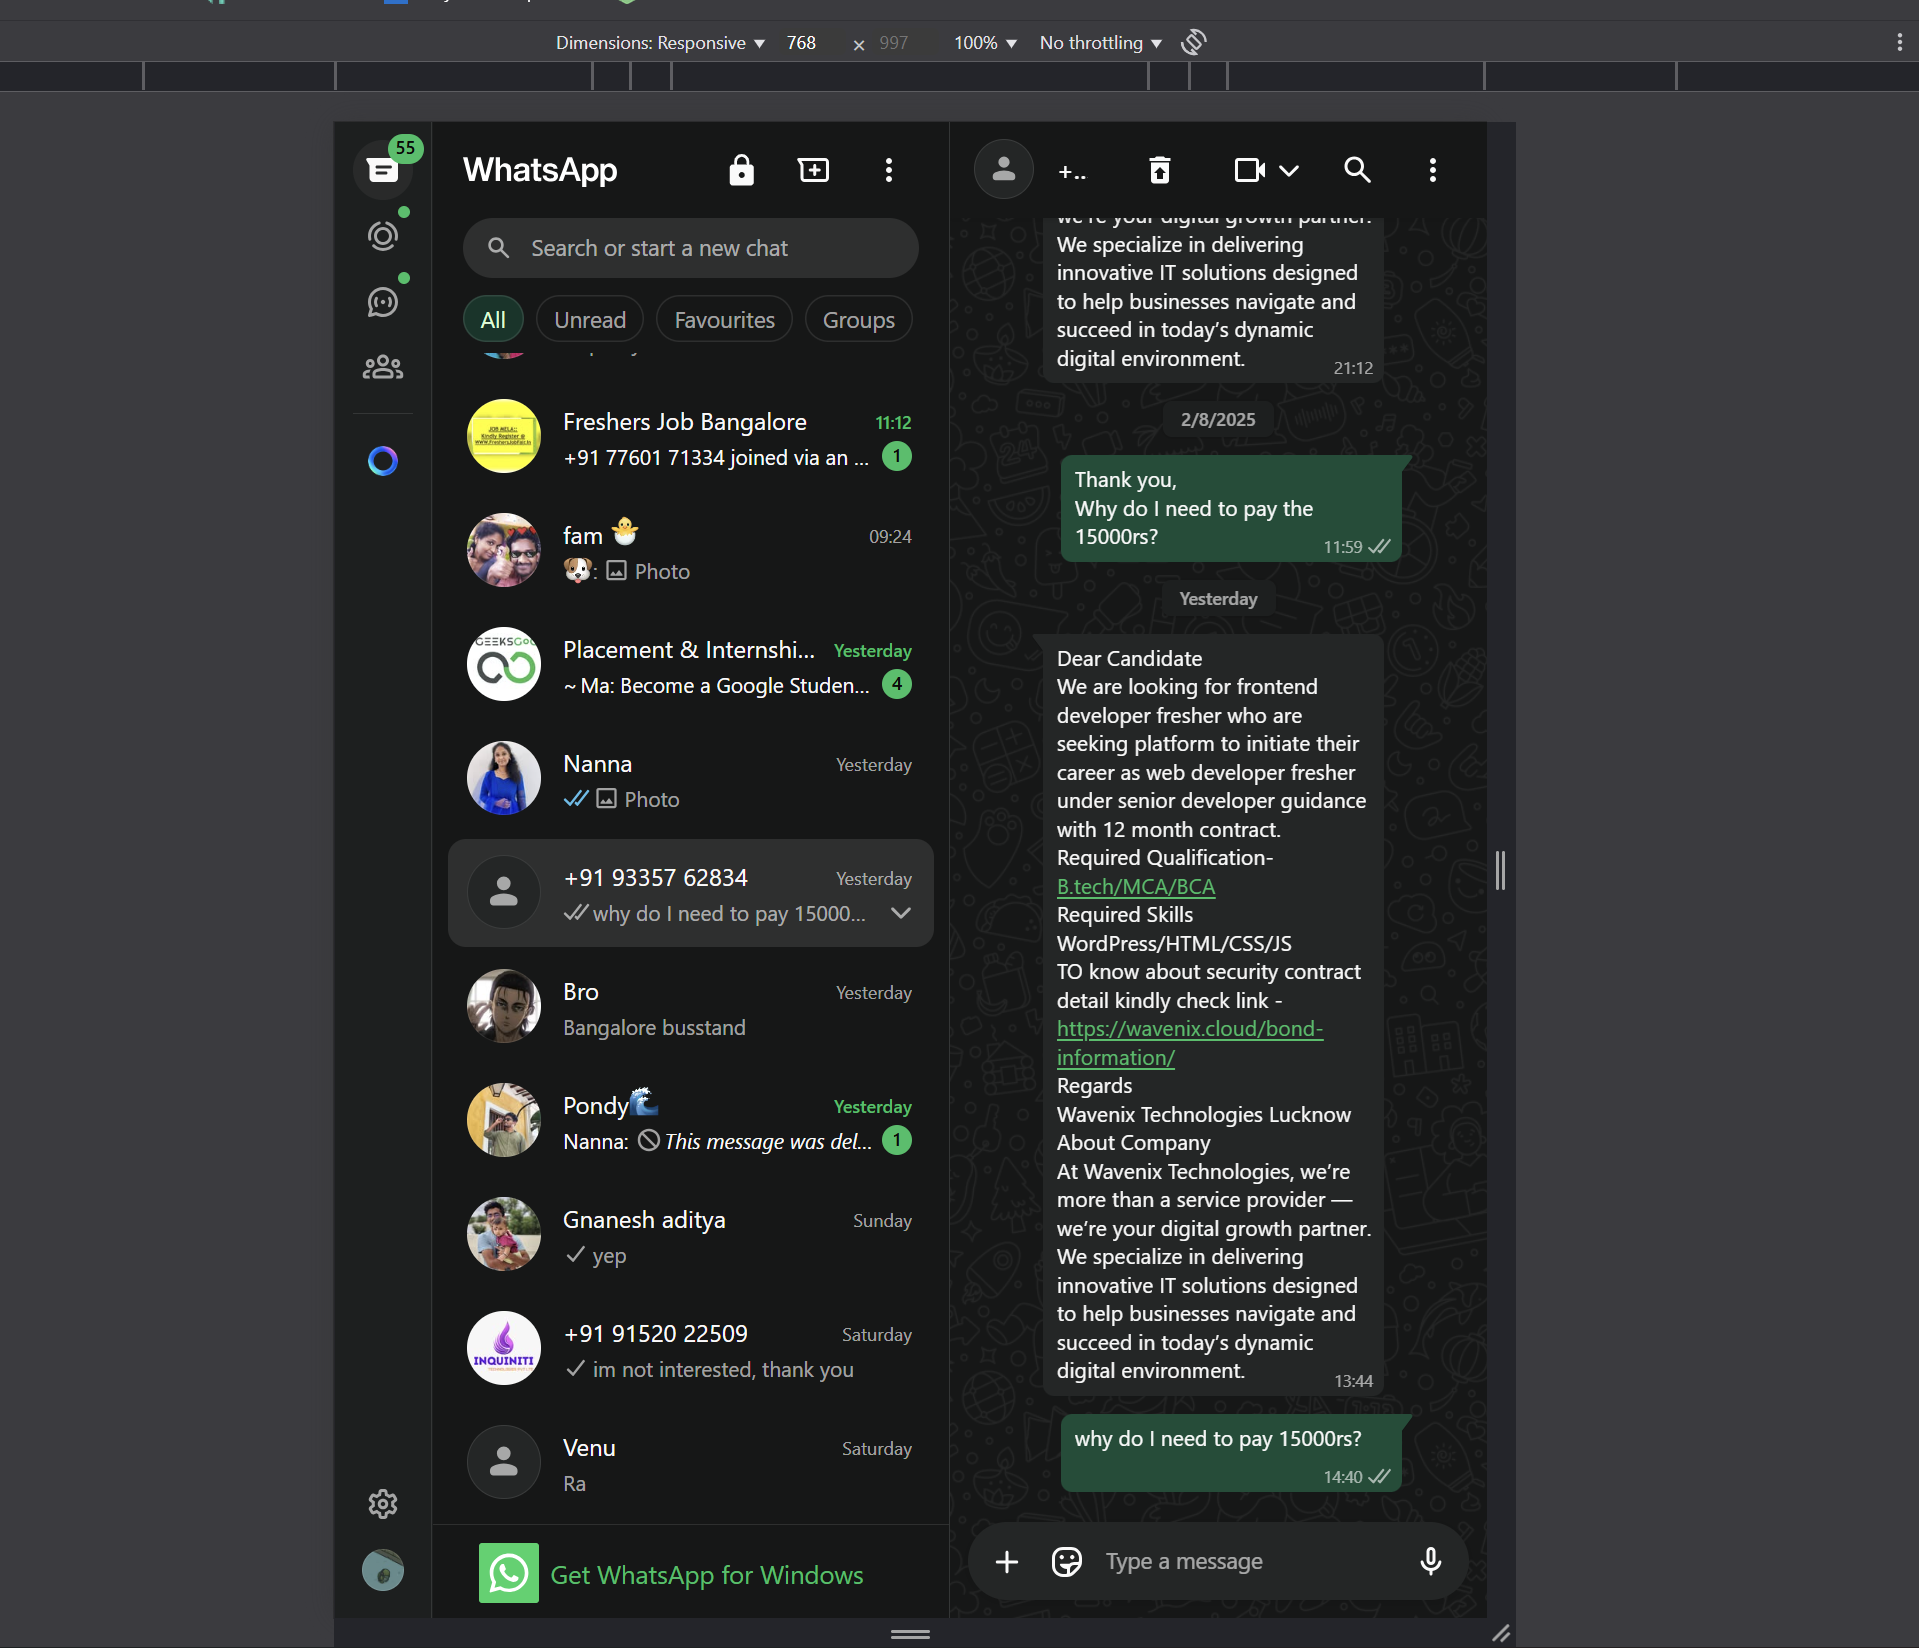 Dimensions: Responsive 768 × 997 100% No throttling
55
WhatsApp
Search or start a new chat
All Unread Favourites Groups
Freshers Job Bangalore 11:12
+91 77601 71334 joined via an ... 1
fam 09:24
: Photo
Placement & Internshi... Yesterday
~ Ma: Become a Google Studen... 4
Nanna Yesterday
Photo
+91 93357 62834 Yesterday
why do I need to pay 15000...
Bro Yesterday
Bangalore busstand
Pondy Yesterday
Nanna: This message was del... 1
Gnanesh aditya Sunday
yep
INQUINITI
+91 91520 22509 Saturday
im not interested, thank you
Venu Saturday
Ra
Get WhatsApp for Windows
+..
we're your digital growth partner.
We specialize in delivering
innovative IT solutions designed
to help businesses navigate and
succeed in today's dynamic
digital environment.
21:12
2/8/2025
Thank you,
Why do I need to pay the
15000rs?
11:59
Yesterday
Dear Candidate
We are looking for frontend
developer fresher who are
seeking platform to initiate their
career as web developer fresher
under senior developer guidance
with 12 month contract.
Required Qualification-
B.tech/MCA/BCA
Required Skills
WordPress/HTML/CSS/JS
TO know about security contract
detail kindly check link -
https://wavenix.cloud/bond-
information/
Regards
Wavenix Technologies Lucknow
About Company
At Wavenix Technologies, we're
more than a service provider —
we're your digital growth partner.
We specialize in delivering
innovative IT solutions designed
to help businesses navigate and
succeed in today's dynamic
digital environment.
13:44
why do I need to pay 15000rs?
14:40
Type a message